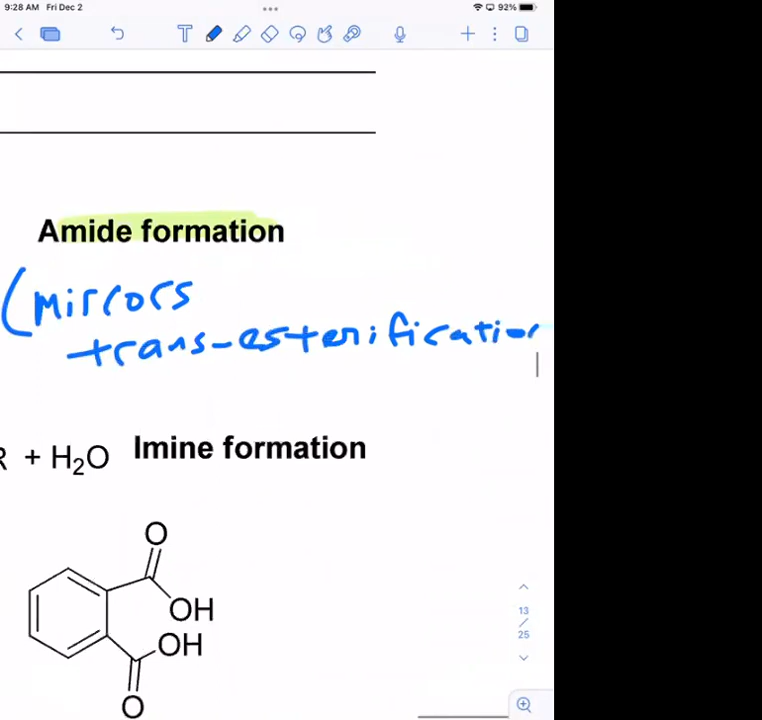 9:28 AM Fri Dec 2
92%
T
Amide formation
(mirrors
trans-esterification
R + H₂O Imine formation
O
OH
OH
O
13
/
25